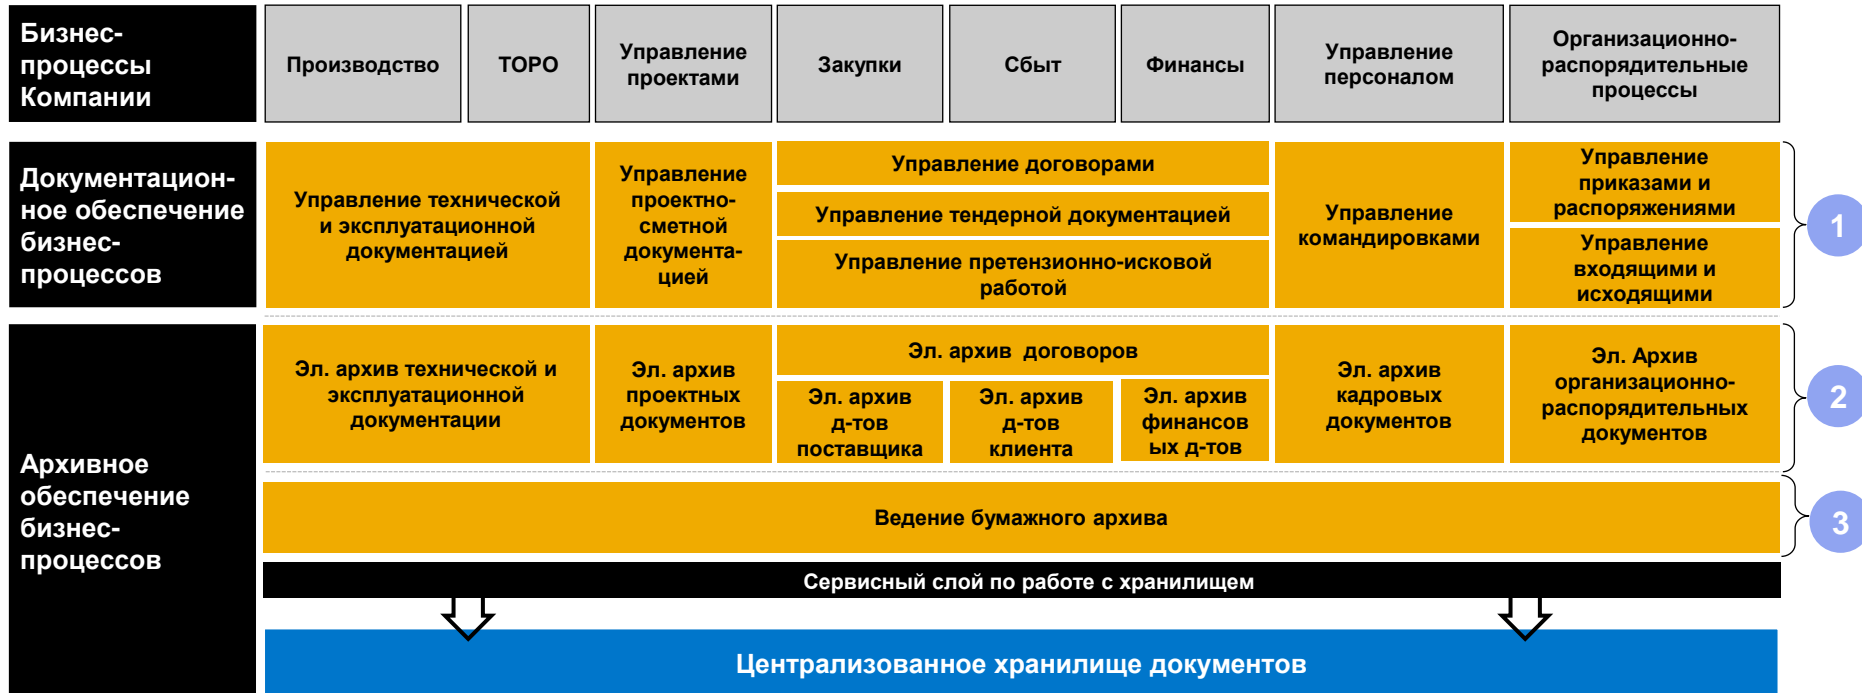 Бизнес-
процессы
Компании
Производство
ТОРО
Управление
проектами
Закупки
Сбыт
Финансы
Управление
персоналом
Организационно-
распорядительные
процессы
Документацион-
ное обеспечение
бизнес-
процессов
Управление технической
и эксплуатационной
документацией
Управление
проектно-
сметной
документа-
цией
Управление договорами
Управление тендерной документацией
Управление претензионно-исковой
работой
Управление
командировками
Управление
приказами и
распоряжениями
Управление
входящими и
исходящими
1
Архивное
обеспечение
бизнес-
процессов
Эл. архив технической и
эксплуатационной
документации
Эл. архив
проектных
документов
Эл. архив договоров
Эл. архив
д-тов
поставщика
Эл. архив
д-тов
клиента
Эл. архив
финансов
ых д-тов
Эл. архив
кадровых
документов
Эл. Архив
организационно-
распорядительных
документов
2
Ведение бумажного архива
3
Сервисный слой по работе с хранилищем
Централизованное хранилище документов